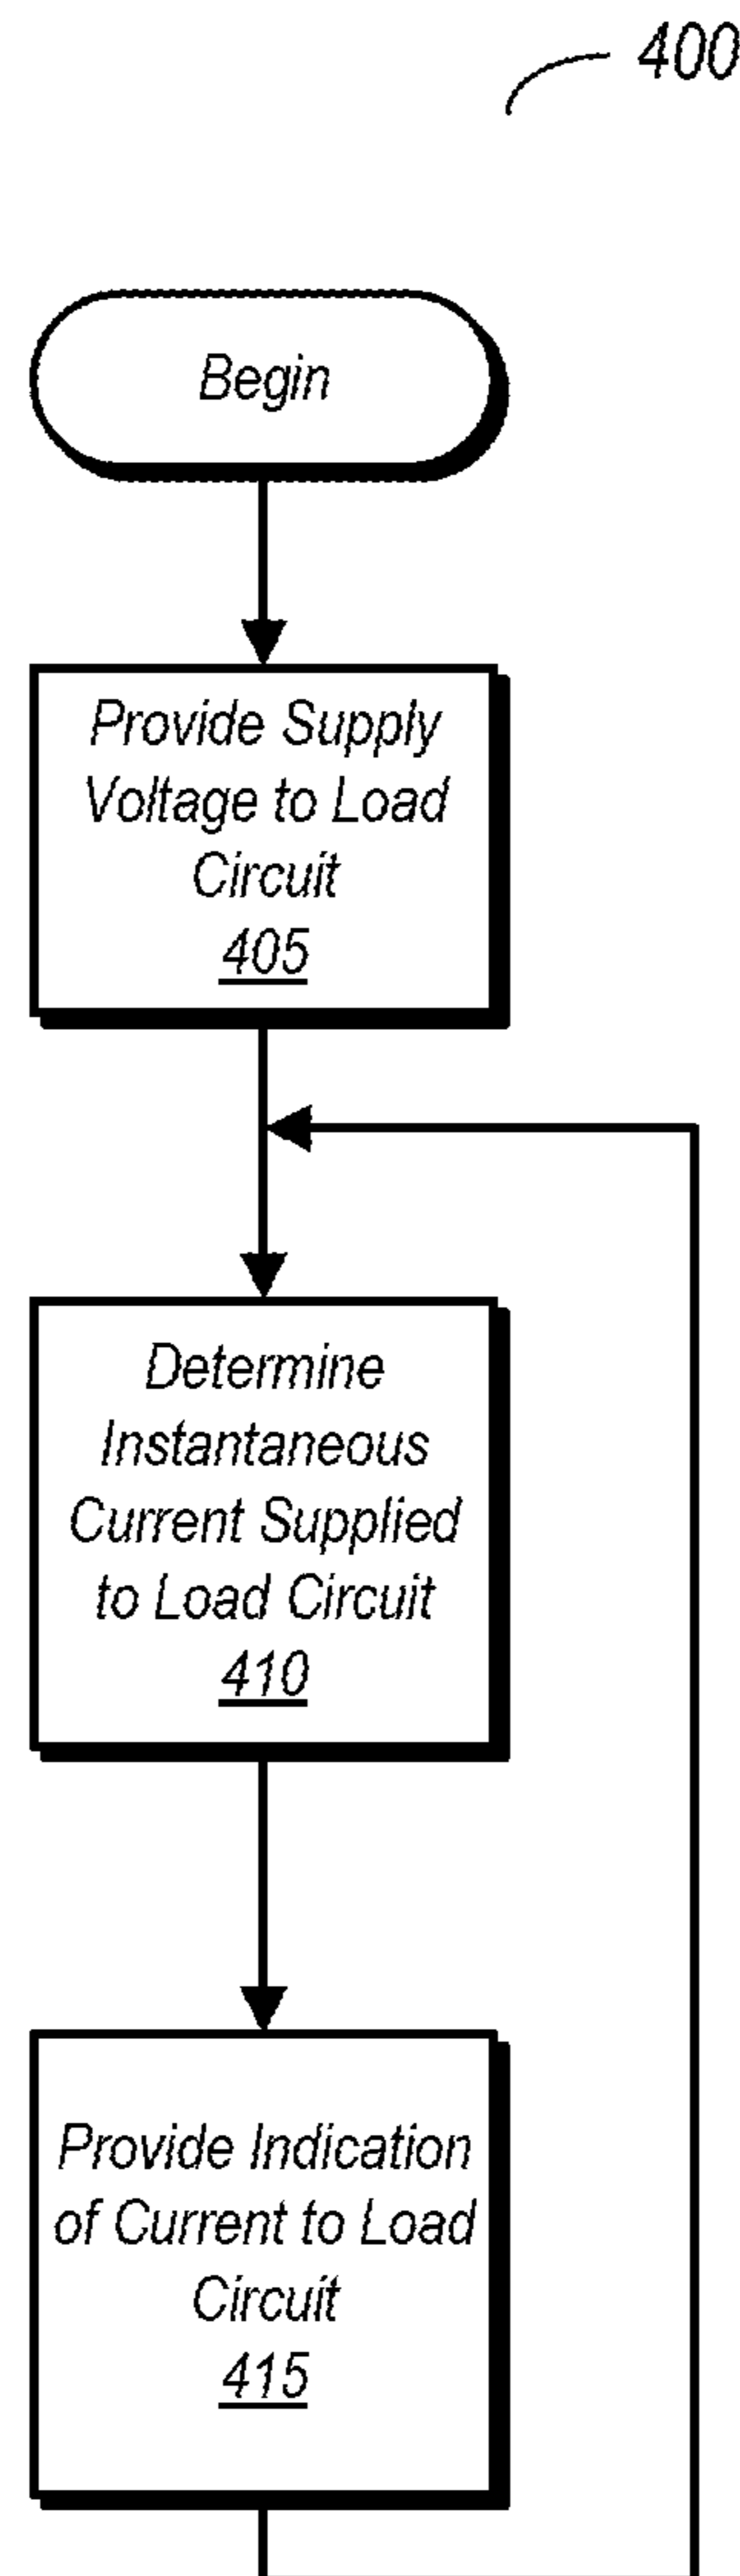 400
Begin
Provide Supply
Voltage to Load
Circuit
405
Determine
Instantaneous
Current Supplied
to Load Circuit
410
Provide Indication
of Current to Load
Circuit
415